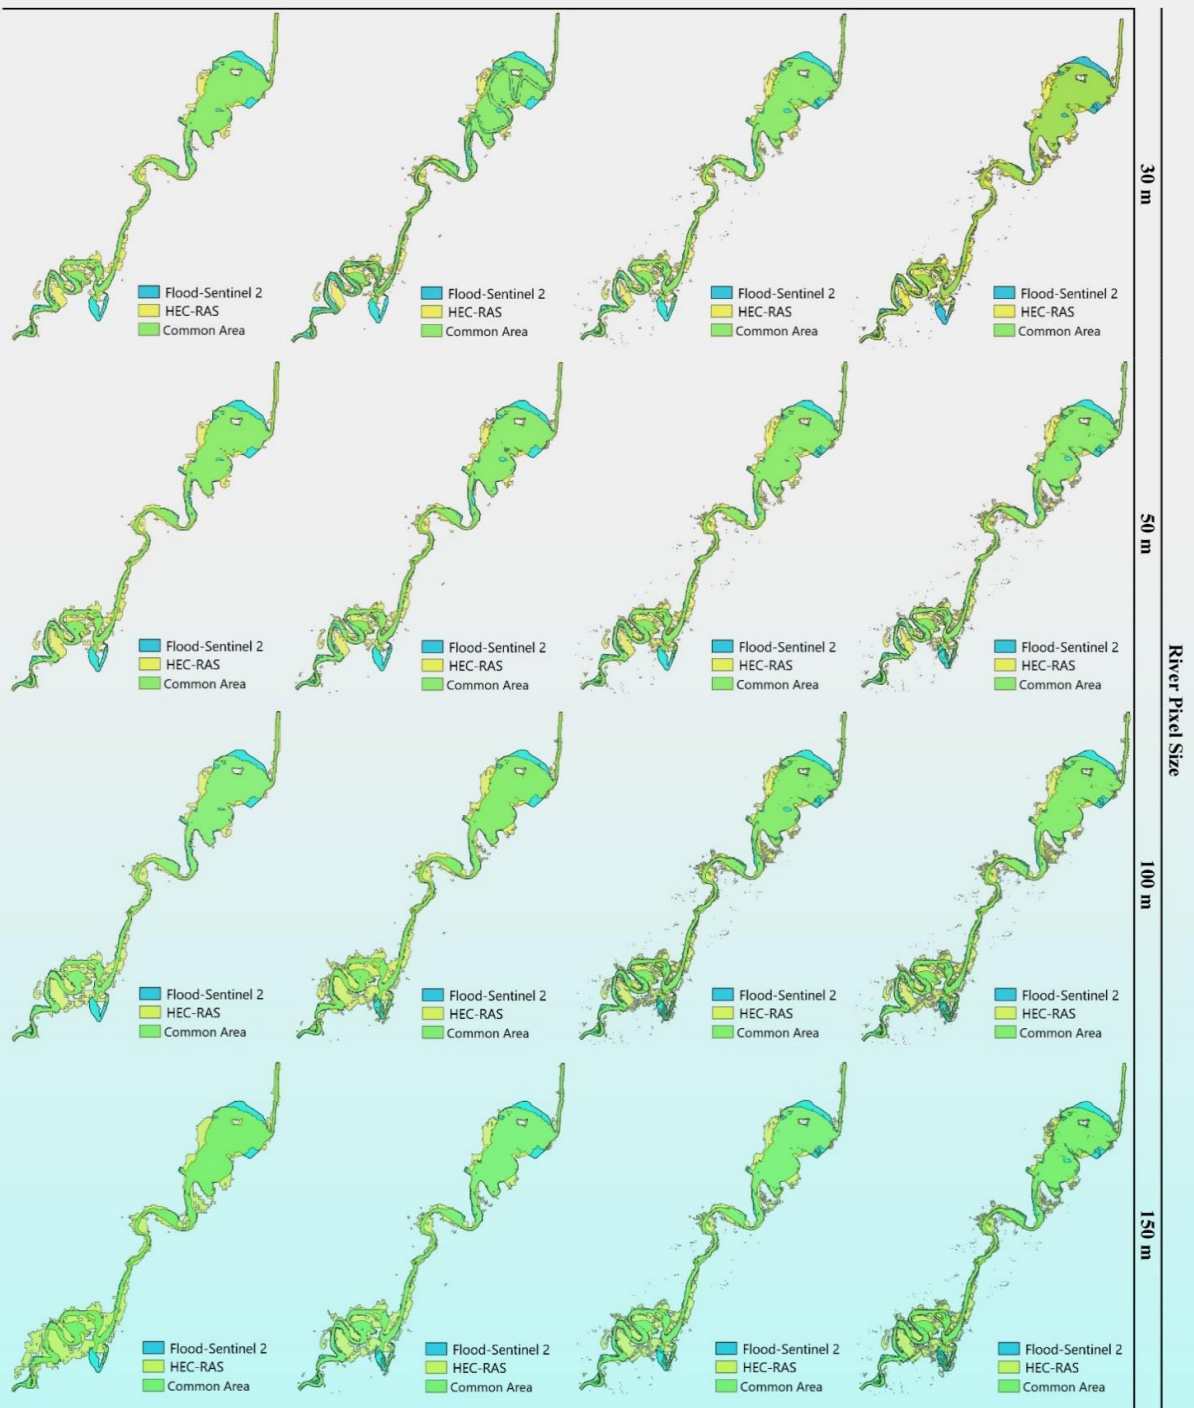 30 m
Flood-Sentinel 2
HEC-RAS
Common Area
Flood-Sentinel 2
HEC-RAS
Common Area
Flood-Sentinel 2
HEC-RAS
Common Area
Flood-Sentinel 2
HEC-RAS
Common Area
50 m
Flood-Sentinel 2
HEC-RAS
Common Area
Flood-Sentinel 2
HEC-RAS
Common Area
Flood-Sentinel 2
HEC-RAS
Common Area
Flood-Sentinel 2
HEC-RAS
Common Area
River Pixel Size
100 m
Flood-Sentinel 2
HEC-RAS
Common Area
Flood-Sentinel 2
HEC-RAS
Common Area
Flood-Sentinel 2
HEC-RAS
Common Area
Flood-Sentinel 2
HEC-RAS
Common Area
150 m
Flood-Sentinel 2
HEC-RAS
Common Area
Flood-Sentinel 2
HEC-RAS
Common Area
Flood-Sentinel 2
HEC-RAS
Common Area
Flood-Sentinel 2
HEC-RAS
Common Area